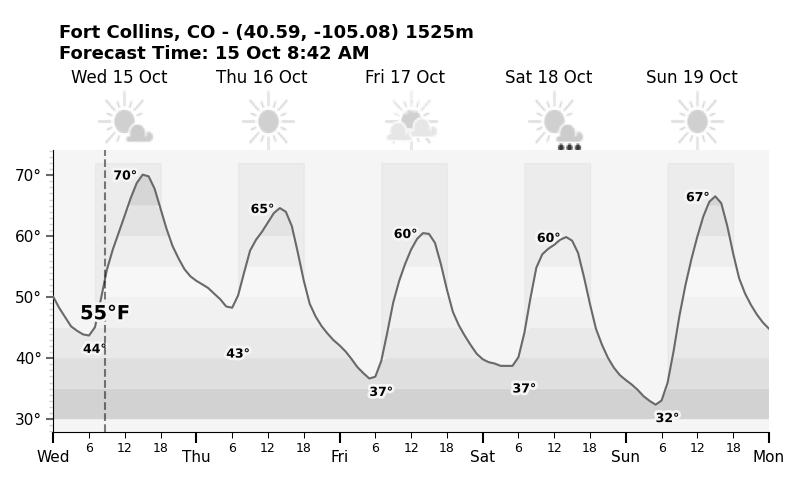 Fort Collins, CO - (40.59, -105.08) 1525m
Forecast Time: 15 Oct 8:42 AM
Wed 15 Oct Thu 16 Oct Fri 17 Oct Sat 18 Oct Sun 19 Oct
70°
60°
50°
40°
30°
70°
65°
60°
60°
67°
55°F
44°
43°
37°
37°
32°
6 12 18 6 12 18 6 12 18 6 12 18 6 12 18
Wed Thu Fri Sat Sun Mon